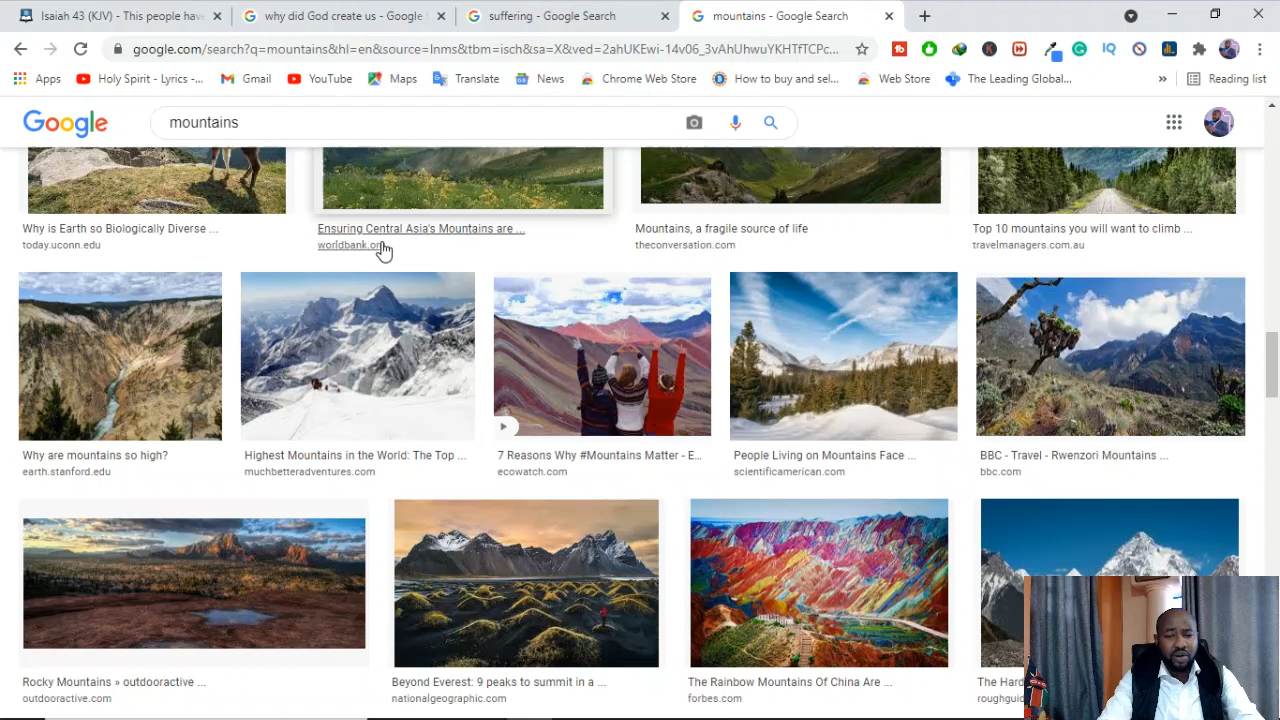 Isaiah 43 (KJV) - This people have
why did God create us - Google
suffering - Google Search
mountains - Google Search
google.com/search?q=mountains&hl=en&source=lnms&tbm=isch&sa=X&ved=2ahUKEwi-14v06_3vAhUhwuYKHTfTCPc...
Apps
Holy Spirit - Lyrics -...
Gmail
YouTube
Maps
Translate
News
Chrome Web Store
How to buy and sel...
Web Store
The Leading Global...
»
Reading list
Google
mountains
Why is Earth so Biologically Diverse ...
today.uconn.edu
Ensuring Central Asia's Mountains are ...
worldbank.org
Mountains, a fragile source of life
theconversation.com
Top 10 mountains you will want to climb ...
travelmanagers.com.au
Why are mountains so high?
earth.stanford.edu
Highest Mountains in the World: The Top ...
muchbetteradventures.com
7 Reasons Why #Mountains Matter - E...
ecowatch.com
People Living on Mountains Face ...
scientificamerican.com
BBC - Travel - Rwenzori Mountains ...
bbc.com
Rocky Mountains » outdooractive ...
outdooractive.com
Beyond Everest: 9 peaks to summit in a ...
nationalgeographic.com
The Rainbow Mountains Of China Are ...
forbes.com
The Hard
roughguid